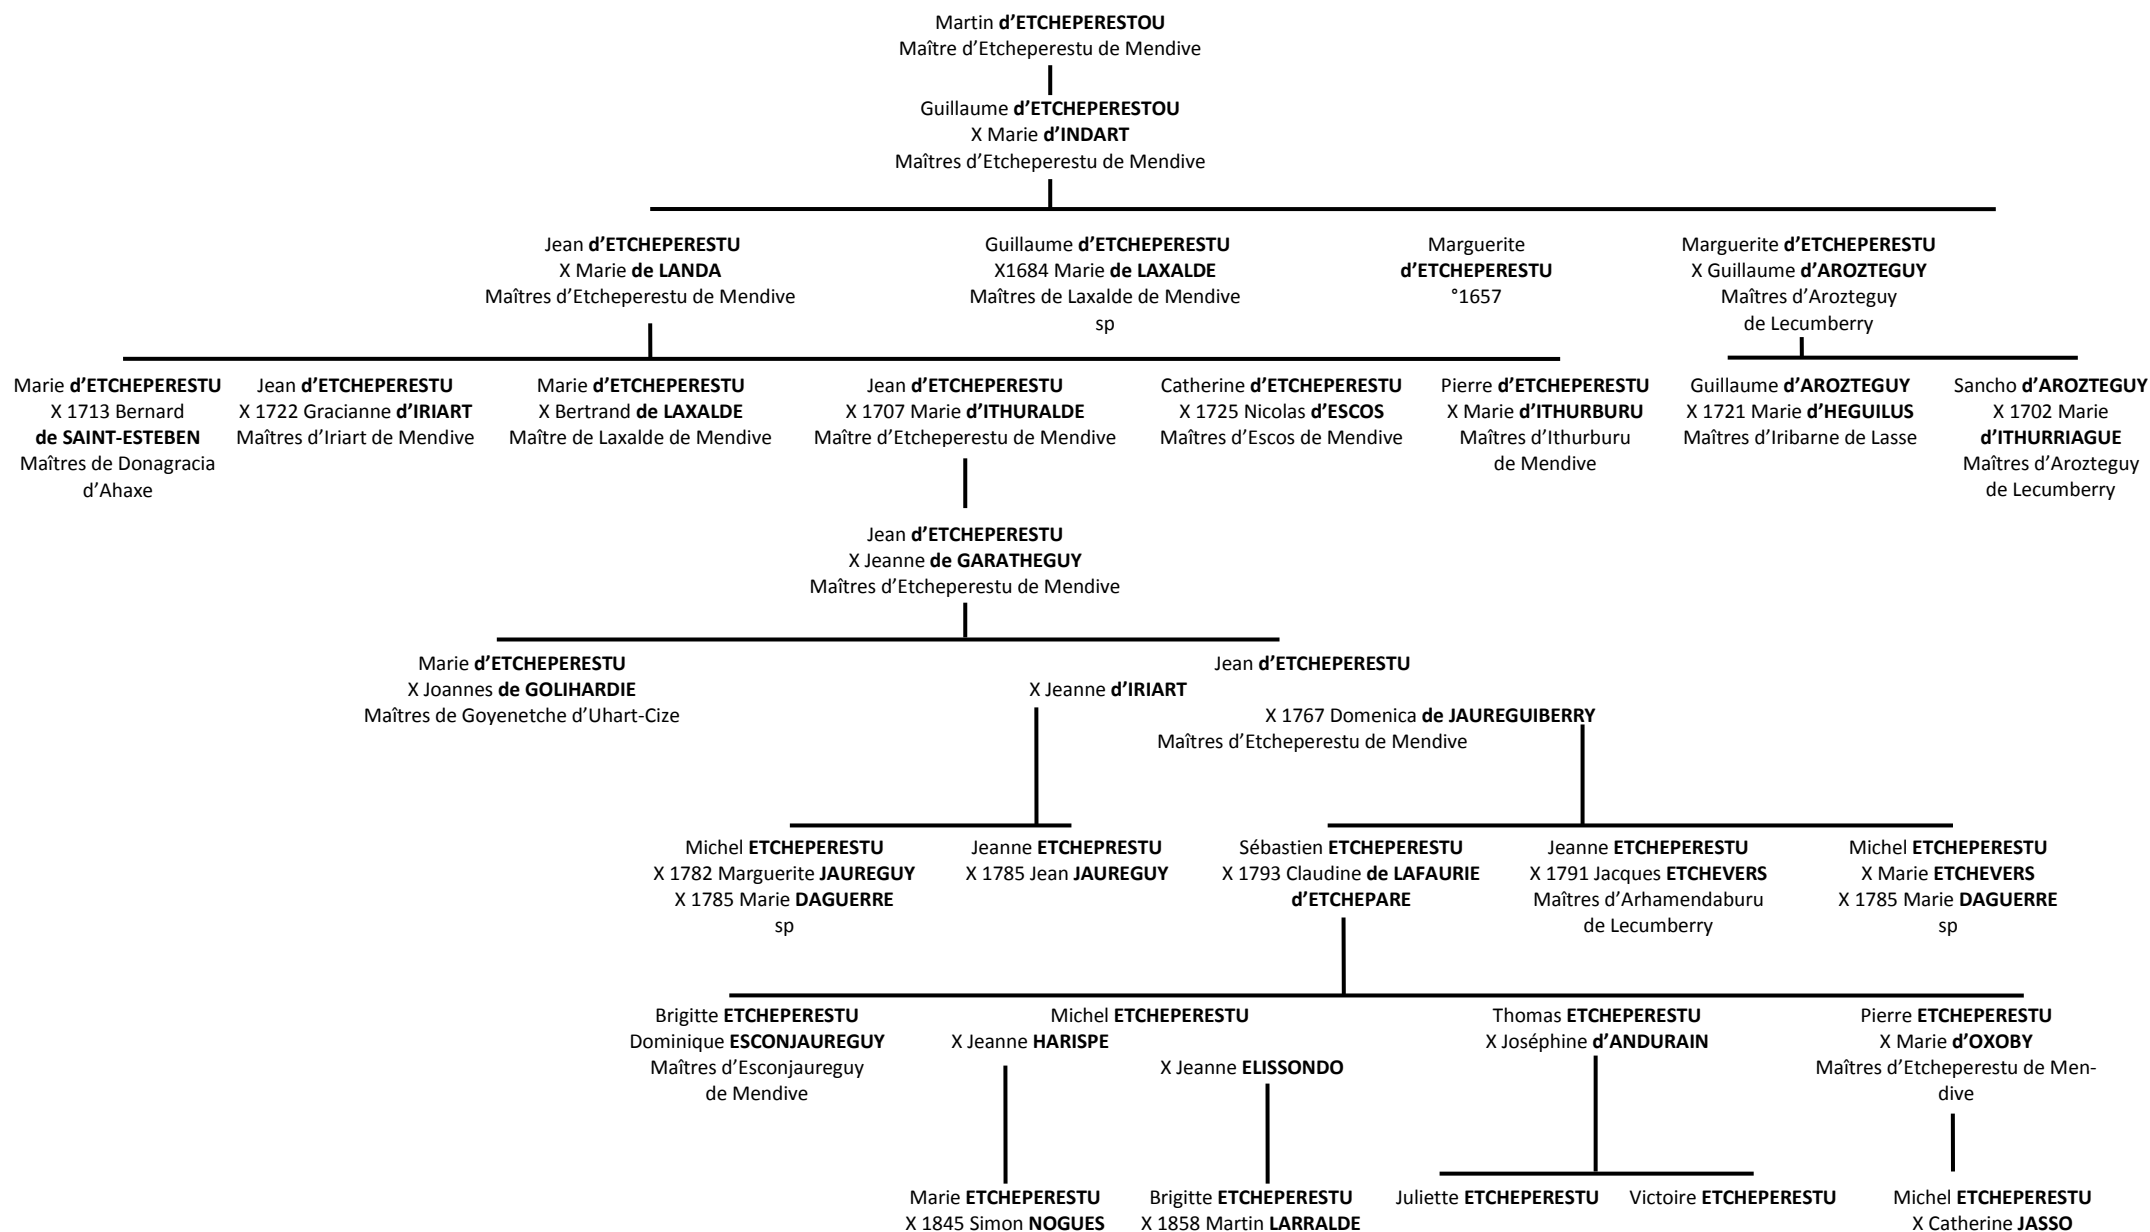 Martin d’ETCHEPERESTOU
Maître d’Etcheperestu de Mendive
Guillaume d’ETCHEPERESTOU
X Marie d’INDART
Maîtres d’Etcheperestu de Mendive
Jean d’ETCHEPERESTU
X Marie de LANDA
Maîtres d’Etcheperestu de Mendive
Guillaume d’ETCHEPERESTU
X1684 Marie de LAXALDE
Maîtres de Laxalde de Mendive
sp
Marguerite
d’ETCHEPERESTU
°1657
Marguerite d’ETCHEPERESTU
X Guillaume d’AROZTEGUY
Maîtres d’Arozteguy
de Lecumberry
Marie d’ETCHEPERESTU
X 1713 Bernard
de SAINT-ESTEBEN
Maîtres de Donagracia
d’Ahaxe
Jean d’ETCHEPERESTU
X 1722 Gracianne d’IRIART
Maîtres d’Iriart de Mendive
Marie d’ETCHEPERESTU
X Bertrand de LAXALDE
Maître de Laxalde de Mendive
Jean d’ETCHEPERESTU
X 1707 Marie d’ITHURALDE
Maître d’Etcheperestu de Mendive
Catherine d’ETCHEPERESTU
X 1725 Nicolas d’ESCOS
Maîtres d’Escos de Mendive
Pierre d’ETCHEPERESTU
X Marie d’ITHURBURU
Maîtres d’Ithurburu
de Mendive
Guillaume d’AROZTEGUY
X 1721 Marie d’HEGUILUS
Maîtres d’Iribarne de Lasse
Sancho d’AROZTEGUY
X 1702 Marie
d’ITHURRIAGUE
Maîtres d’Arozteguy
de Lecumberry
Jean d’ETCHEPERESTU
X Jeanne de GARATHEGUY
Maîtres d’Etcheperestu de Mendive
Marie d’ETCHEPERESTU
X Joannes de GOLIHARDIE
Maîtres de Goyenetche d’Uhart-Cize
Jean d’ETCHEPERESTU
X Jeanne d’IRIART
X 1767 Domenica de JAUREGUIBERRY
Maîtres d’Etcheperestu de Mendive
Michel ETCHEPERESTU
X 1782 Marguerite JAUREGUY
X 1785 Marie DAGUERRE
sp
Jeanne ETCHEPRESTU
X 1785 Jean JAUREGUY
Sébastien ETCHEPERESTU
X 1793 Claudine de LAFAURIE
d’ETCHEPARE
Jeanne ETCHEPERESTU
X 1791 Jacques ETCHEVERS
Maîtres d’Arhamendaburu
de Lecumberry
Michel ETCHEPERESTU
X Marie ETCHEVERS
X 1785 Marie DAGUERRE
sp
Brigitte ETCHEPERESTU
Dominique ESCONJAUREGUY
Maîtres d’Esconjaureguy
de Mendive
Michel ETCHEPERESTU
X Jeanne HARISPE
X Jeanne ELISSONDO
Thomas ETCHEPERESTU
X Joséphine d’ANDURAIN
Pierre ETCHEPERESTU
X Marie d’OXOBY
Maîtres d’Etcheperestu de Men-
dive
Marie ETCHEPERESTU
X 1845 Simon NOGUES
Brigitte ETCHEPERESTU
X 1858 Martin LARRALDE
Juliette ETCHEPERESTU
Victoire ETCHEPERESTU
Michel ETCHEPERESTU
X Catherine JASSO